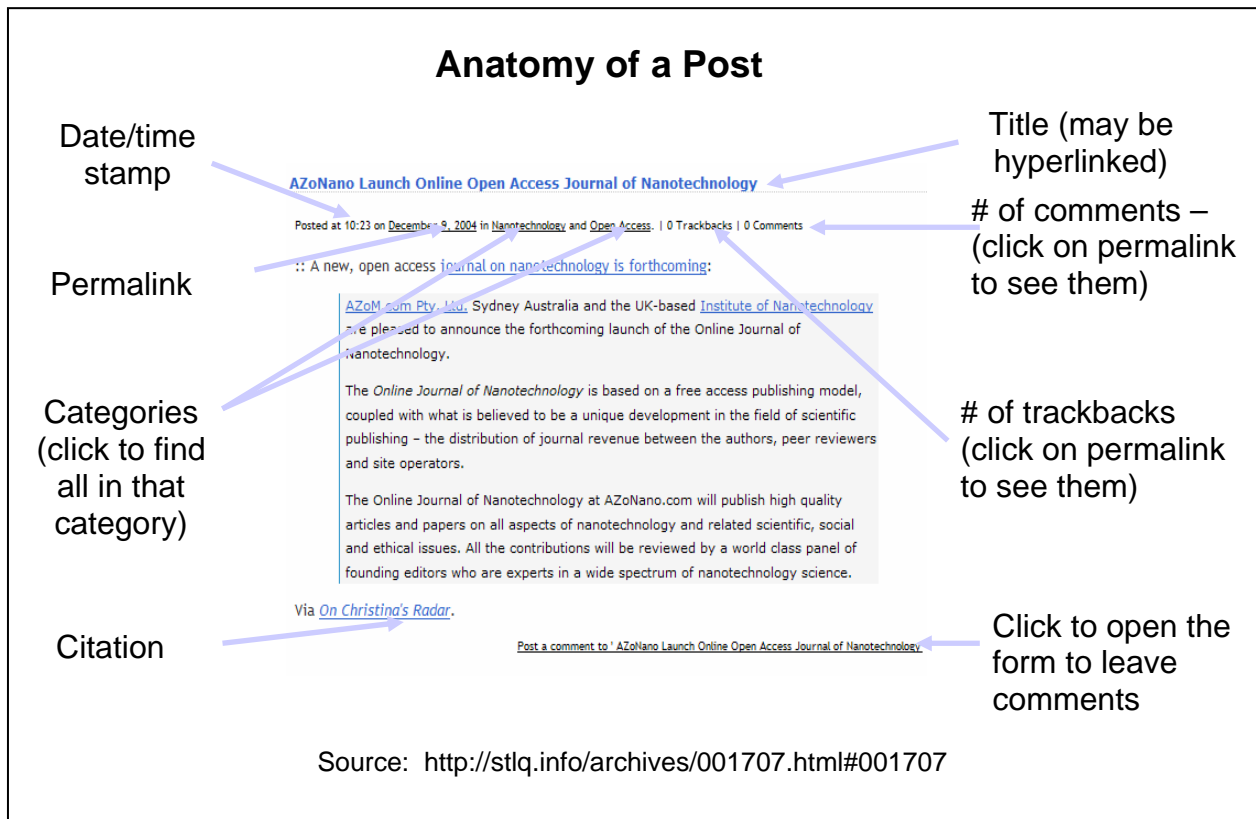 Anatomy of a Post
Date/time
stamp
Title (may be
hyperlinked)
AZoNano Launch Online Open Access Journal of Nanotechnology
Posted at 10:23 on December 9, 2004 in Nanotechnology and Open Access. | 0 Trackbacks | 0 Comments
# of comments –
(click on permalink
to see them)
Permalink
:: A new, open access journal on nanotechnology is forthcoming:
AZoM.com Pty. Ltd. Sydney Australia and the UK-based Institute of Nanotechnology
are pleased to announce the forthcoming launch of the Online Journal of
Nanotechnology.
The Online Journal of Nanotechnology is based on a free access publishing model,
coupled with what is believed to be a unique development in the field of scientific
publishing – the distribution of journal revenue between the authors, peer reviewers
and site operators.
Categories
(click to find
all in that
category)
# of trackbacks
(click on permalink
to see them)
The Online Journal of Nanotechnology at AZoNano.com will publish high quality
articles and papers on all aspects of nanotechnology and related scientific, social
and ethical issues. All the contributions will be reviewed by a world class panel of
founding editors who are experts in a wide spectrum of nanotechnology science.
Via On Christina's Radar.
Citation
Post a comment to ' AZoNano Launch Online Open Access Journal of Nanotechnology
Click to open the
form to leave
comments
Source: http://stlq.info/archives/001707.html#001707